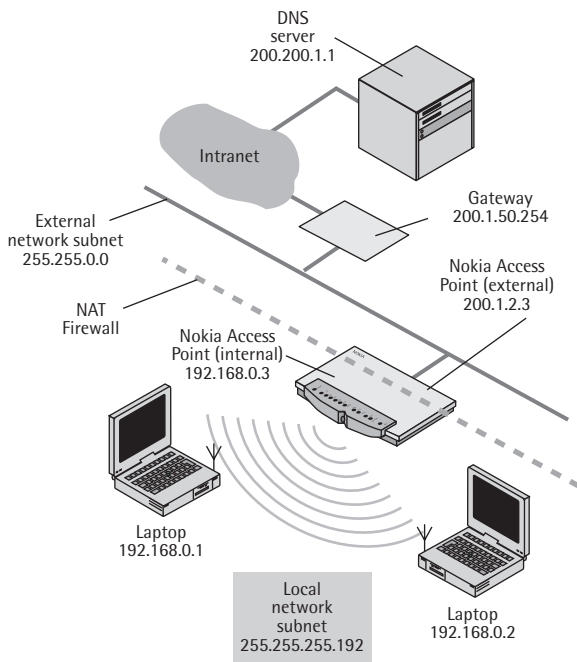 DNS
server
200.200.1.1
Intranet
Gateway
200.1.50.254
External
network subnet
255.255.0.0
Nokia Access
Point (external)
200.1.2.3
NAT
Firewall
Nokia Access
Point (internal)
192.168.0.3
NOKIA
Laptop
192.168.0.1
Local
network
subnet
255.255.255.192
Laptop
192.168.0.2